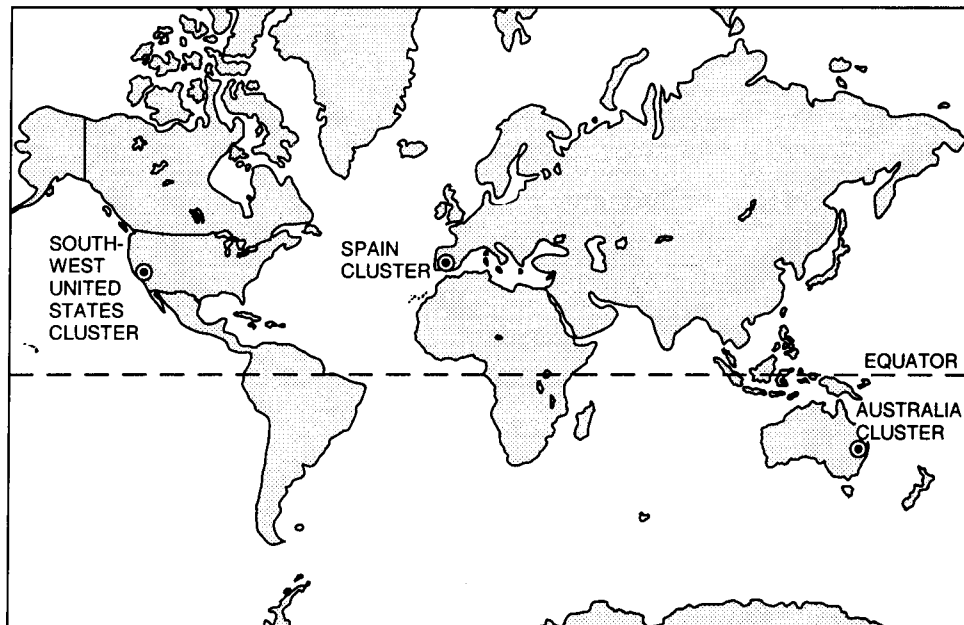 SOUTH-
WEST
UNITED
STATES
CLUSTER
SPAIN
CLUSTER
EQUATOR
AUSTRALIA
CLUSTER